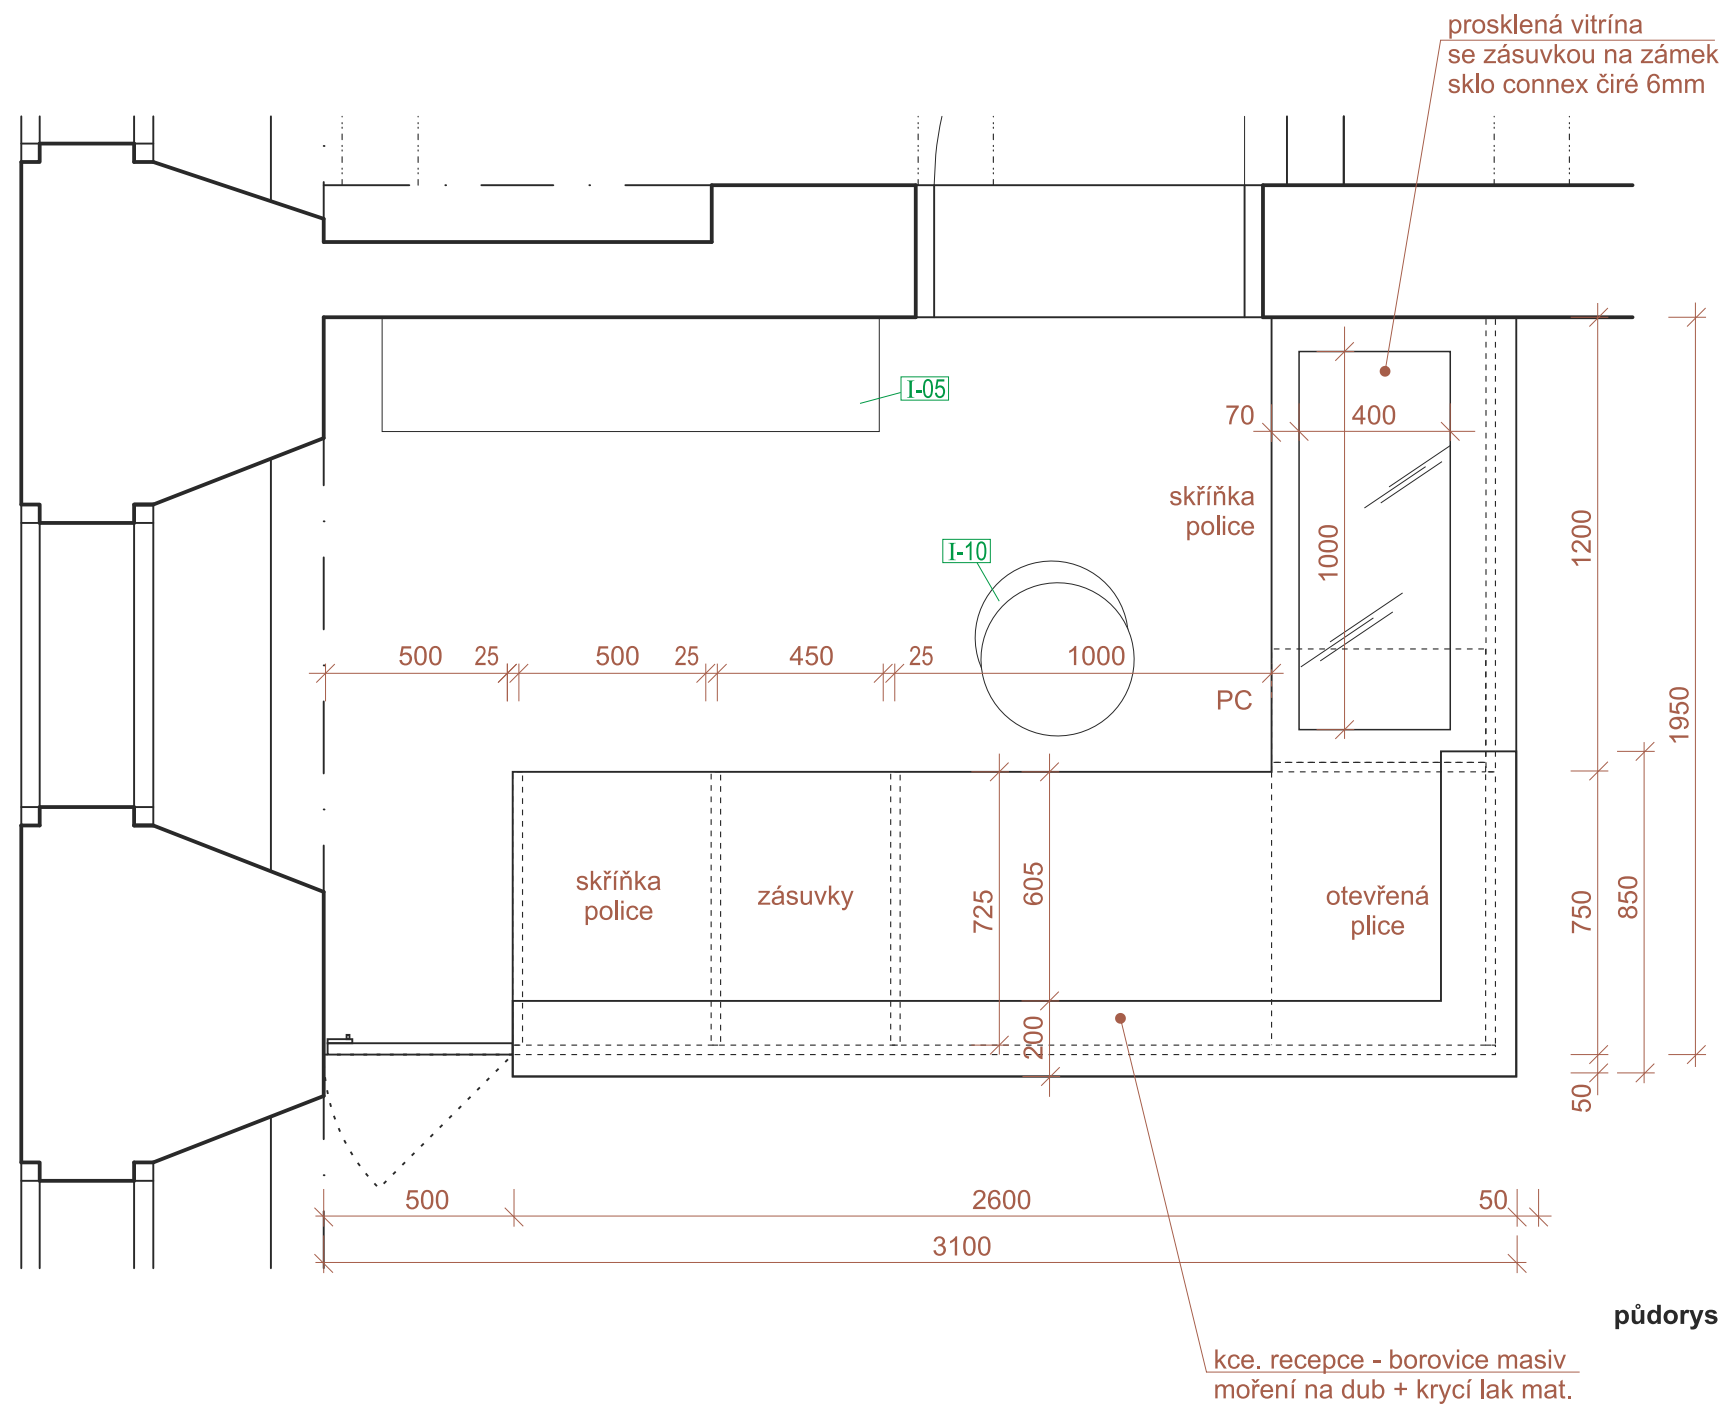 prosklená vitrína
se zásuvkou na zámek
sklo connex čiré 6mm
I-05
70
400
skříňka
police
1000
1200
I-10
500
25
500
25
450
25
1000
PC
1950
skříňka
police
zásuvky
725
605
200
otevřená
plice
750
850
50
500
2600
50
3100
půdorys
kce. recepce - borovice masiv
moření na dub + krycí lak mat.